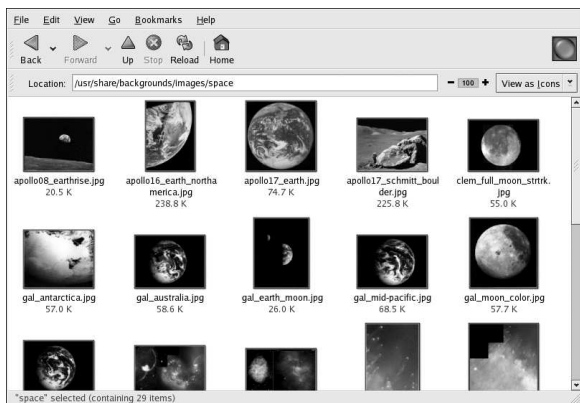 File Edit View Go Bookmarks Help
Back Forward Up Stop Reload Home
Location: /usr/share/backgrounds/images/space 100 View as Icons
apollo08_earthrise.jpg
20.5 K
apollo16_earth_northa
merica.jpg
238.8 K
apollo17_earth.jpg
74.7 K
apollo17_schmitt_boul
der.jpg
225.8 K
clem_full_moon_strtrk.
jpg
55.0 K
gal_antarctica.jpg
57.0 K
gal_australia.jpg
58.6 K
gal_earth_moon.jpg
26.0 K
gal_mid-pacific.jpg
68.5 K
gal_moon_color.jpg
57.7 K
"space" selected (containing 29 items)